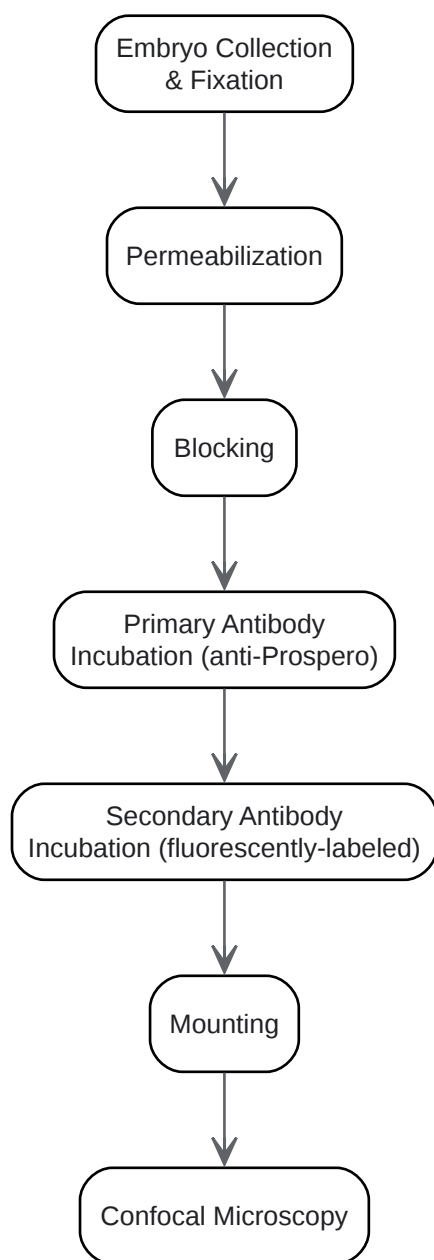 Embryo Collection
& Fixation
Permeabilization
Blocking
Primary Antibody
Incubation (anti-Prospero)
Secondary Antibody
Incubation (fluorescently-labeled)
Mounting
Confocal Microscopy